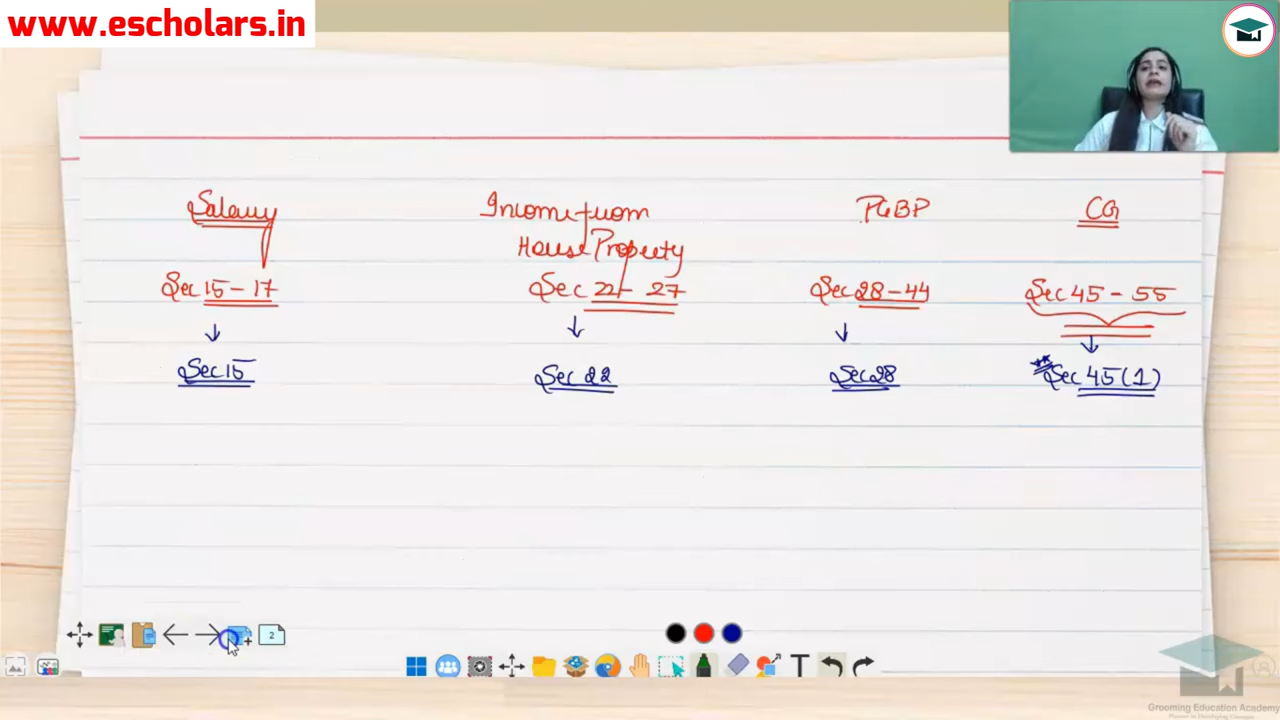 www.escholars.in
Salary Income from PGBP CG
House Property
Sec 15-17 Sec 22-27 Sec 28-44 Sec 45-55
Sec 15 Sec 22 Sec 28 **Sec 45(1)
2
T
Grooming Education Academy